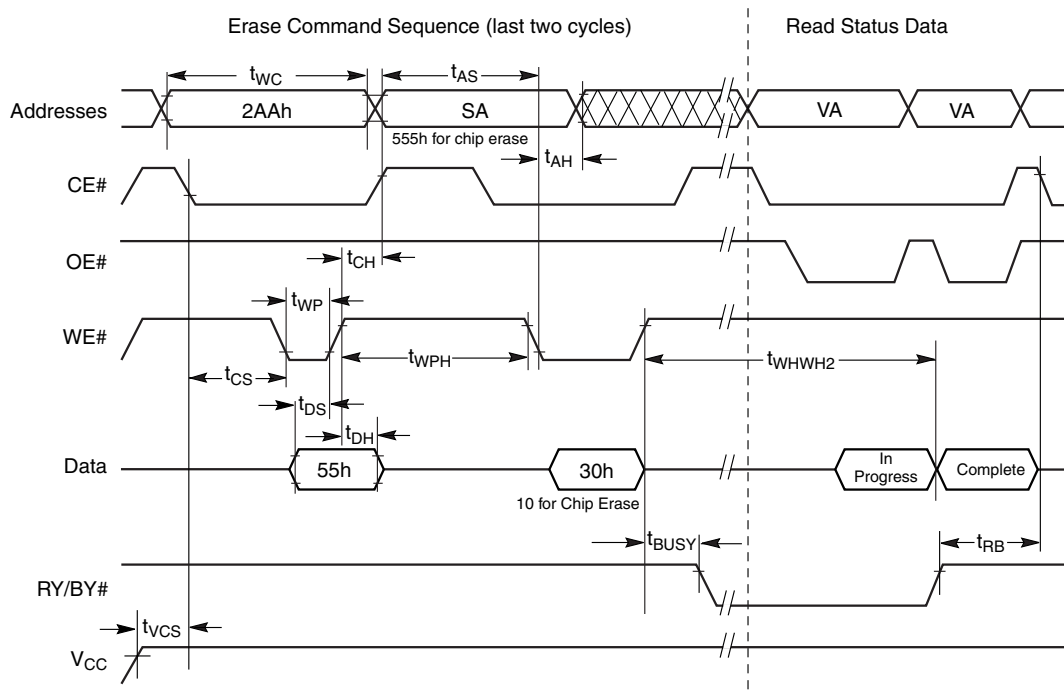 Erase Command Sequence (last two cycles)
Read Status Data
tWC
tAS
Addresses
2AAh
SA
VA
VA
555h for chip erase
tAH
CE#
OE#
tCH
tWP
WE#
tWPH
tWHWH2
tCS
tDS
tDH
Data
55h
30h
In
Progress
Complete
10 for Chip Erase
tBUSY
tRB
RY/BY#
tVCS
VCC